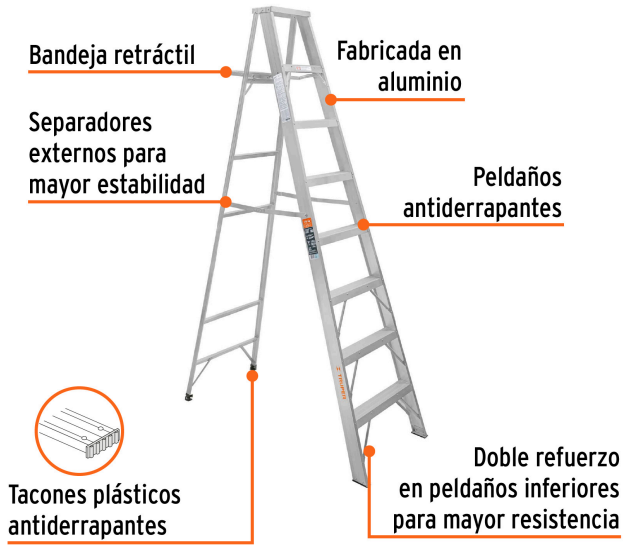 Bandeja retráctil
Fabricada en
aluminio
Separadores
externos para
mayor estabilidad
Peldaños
antiderrapantes
TRUPER
Tacones plásticos
antiderrapantes
Doble refuerzo
en peldaños inferiores
para mayor resistencia